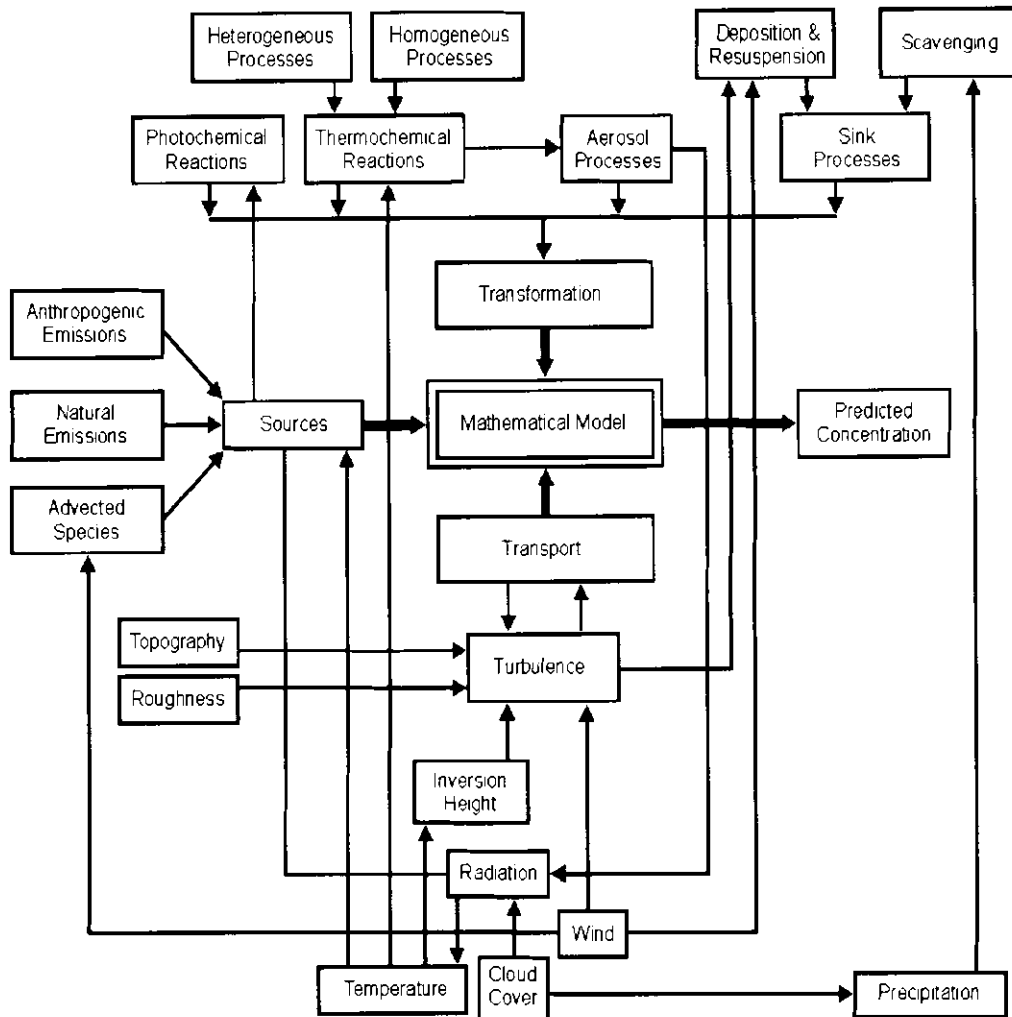 Heterogeneous
Processes
Homogeneous
Processes
Deposition &
Resuspension
Scavenging
Photochemical
Reactions
Thermochemical
Reactions
Aerosol
Processes
Sink
Processes
Transformation
Anthropogenic
Emissions
Natural
Emissions
Sources
Mathematical Model
Predicted
Concentration
Advected
Species
Transport
Topography
Turbulence
Roughness
Inversion
Height
Radiation
Wind
Temperature
Cloud
Cover
Precipitation